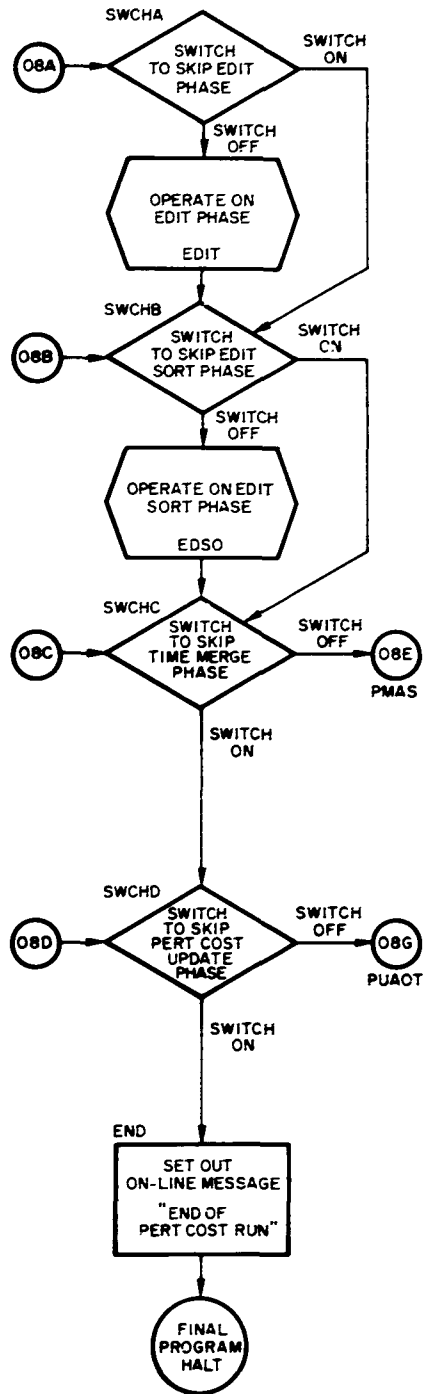 SWCHA
08A
SWITCH
TO SKIP EDIT
PHASE
SWITCH
ON
SWITCH
OFF
OPERATE ON
EDIT PHASE
EDIT
SWCHB
08B
SWITCH
TO SKIP EDIT
SORT PHASE
SWITCH
ON
SWITCH
OFF
OPERATE ON EDIT
SORT PHASE
EDSO
SWCHC
08C
SWITCH
TO SKIP
TIME MERGE
PHASE
SWITCH
OFF
08E
PMAS
SWITCH
ON
SWCHD
08D
SWITCH
TO SKIP
PERT COST
UPDATE
PHASE
SWITCH
OFF
08G
PUAOT
SWITCH
ON
END
SET OUT
ON-LINE MESSAGE
"END OF
PERT COST RUN"
FINAL
PROGRAM
HALT